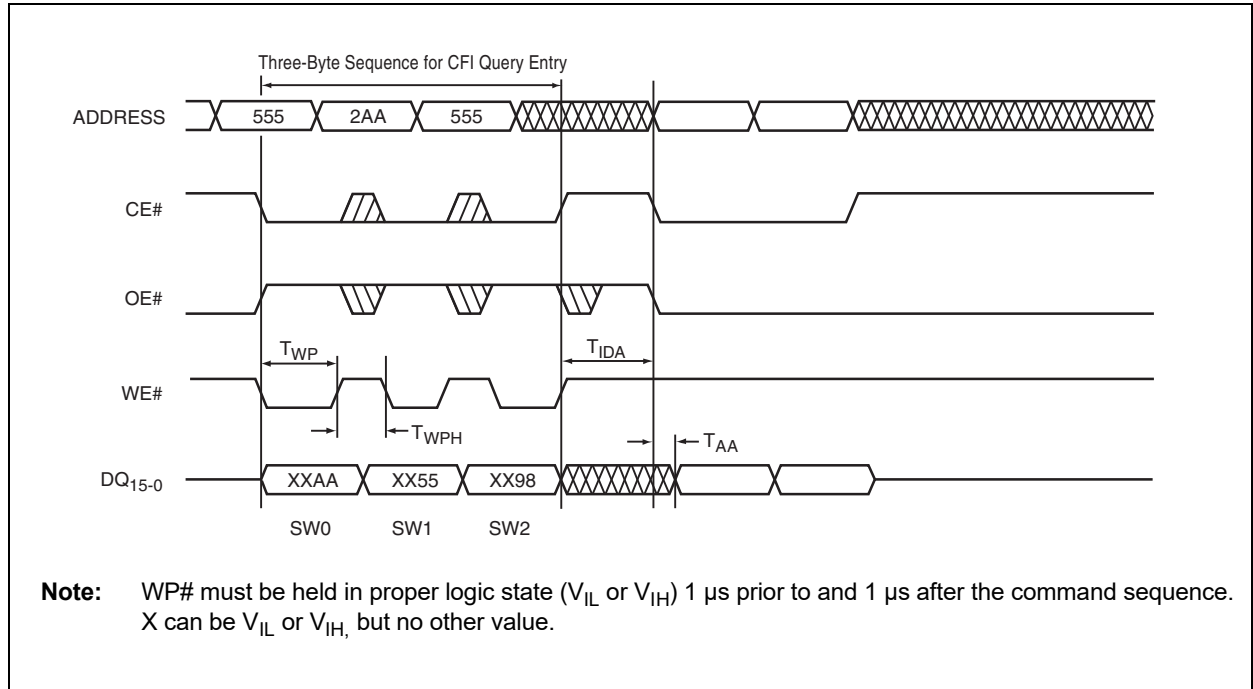 Three-Byte Sequence for CFI Query Entry
ADDRESS 555 2AA 555
CE#
OE#
TWP TIDA
WE#
TWPH TAA
DQ15-0 XXAA XX55 XX98
SW0 SW1 SW2
Note: WP# must be held in proper logic state (VIL or VIH) 1 µs prior to and 1 µs after the command sequence.
X can be VIL or VIH, but no other value.